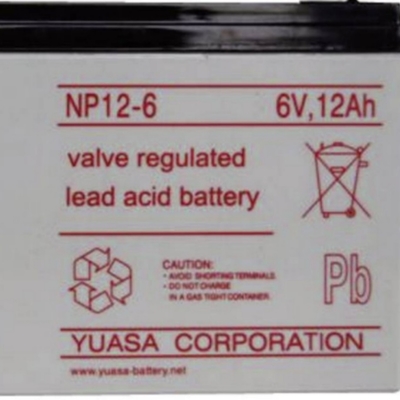 NP12-6 6V,12Ah
valve regulated
lead acid battery
CAUTION:
• AVOID SHORTING TERMINALS
• DO NOT CHARGE
IN A GAS TIGHT CONTAINER.
Pb
YUASA CORPORATION
www.yuasa-battery.net